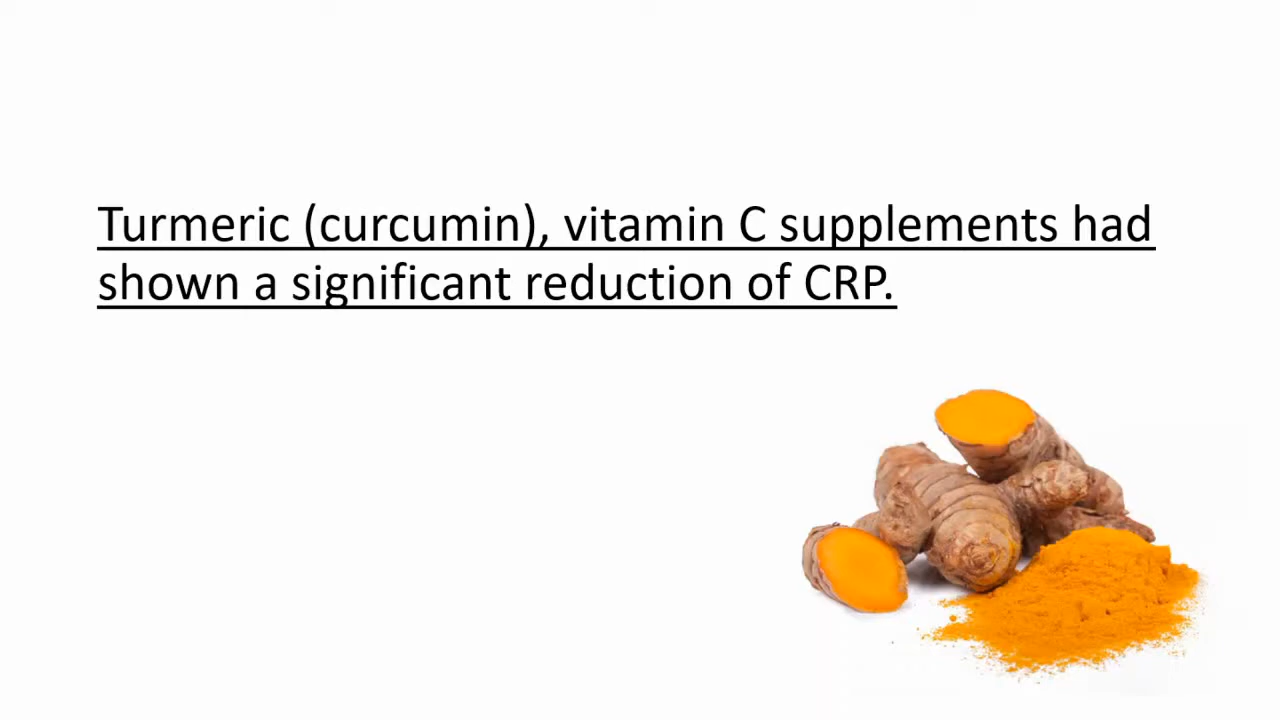 Turmeric (curcumin), vitamin C supplements had
shown a significant reduction of CRP.